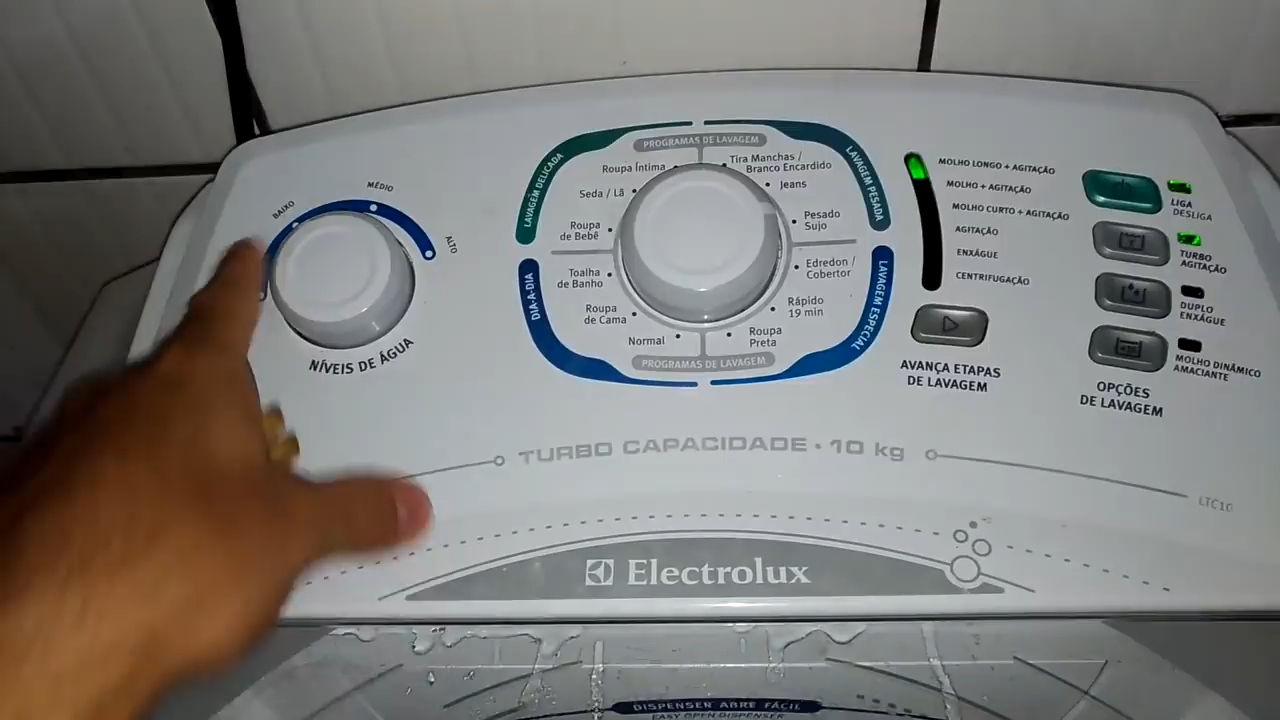 BAIXO
MÉDIO
ALTO
NÍVEIS DE ÁGUA
LAVAGEM DELICADA
PROGRAMAS DE LAVAGEM
LAVAGEM PESADA
Roupa Íntima
Seda / Lã
Roupa
de Bebê
Tira Manchas /
Branco Encardido
Jeans
Pesado
Sujo
DIA-A-DIA
Toalha
de Banho
Roupa
de Cama
Normal
Edredon /
Cobertor
Rápido
19 min
Roupa
Preta
LAVAGEM ESPECIAL
PROGRAMAS DE LAVAGEM
MOLHO LONGO + AGITAÇÃO
MOLHO + AGITAÇÃO
MOLHO CURTO + AGITAÇÃO
AGITAÇÃO
ENXÁGUE
CENTRIFUGAÇÃO
AVANÇA ETAPAS
DE LAVAGEM
LIGA
DESLIGA
TURBO
AGITAÇÃO
DUPLO
ENXÁGUE
MOLHO DINÂMICO
AMACIANTE
OPÇÕES
DE LAVAGEM
TURBO CAPACIDADE • 10 kg
LTC10
Electrolux
DISPENSER ABRE FÁCIL
EASY OPEN DISPENSER